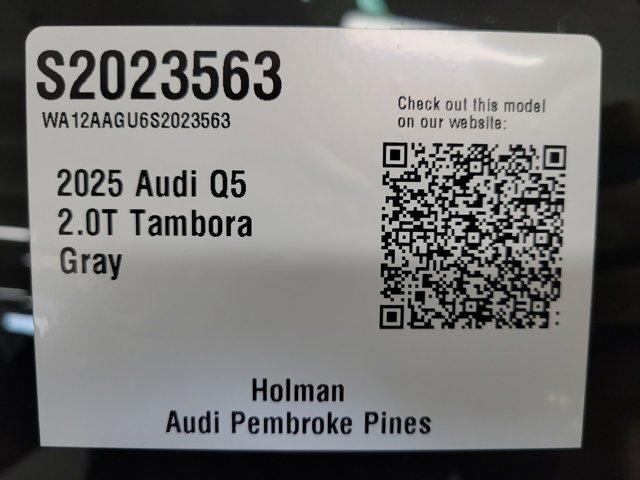 S2023563
WA12AAGU6S2023563
Check out this model
on our website:
2025 Audi Q5
2.0T Tambora
Gray
Holman
Audi Pembroke Pines